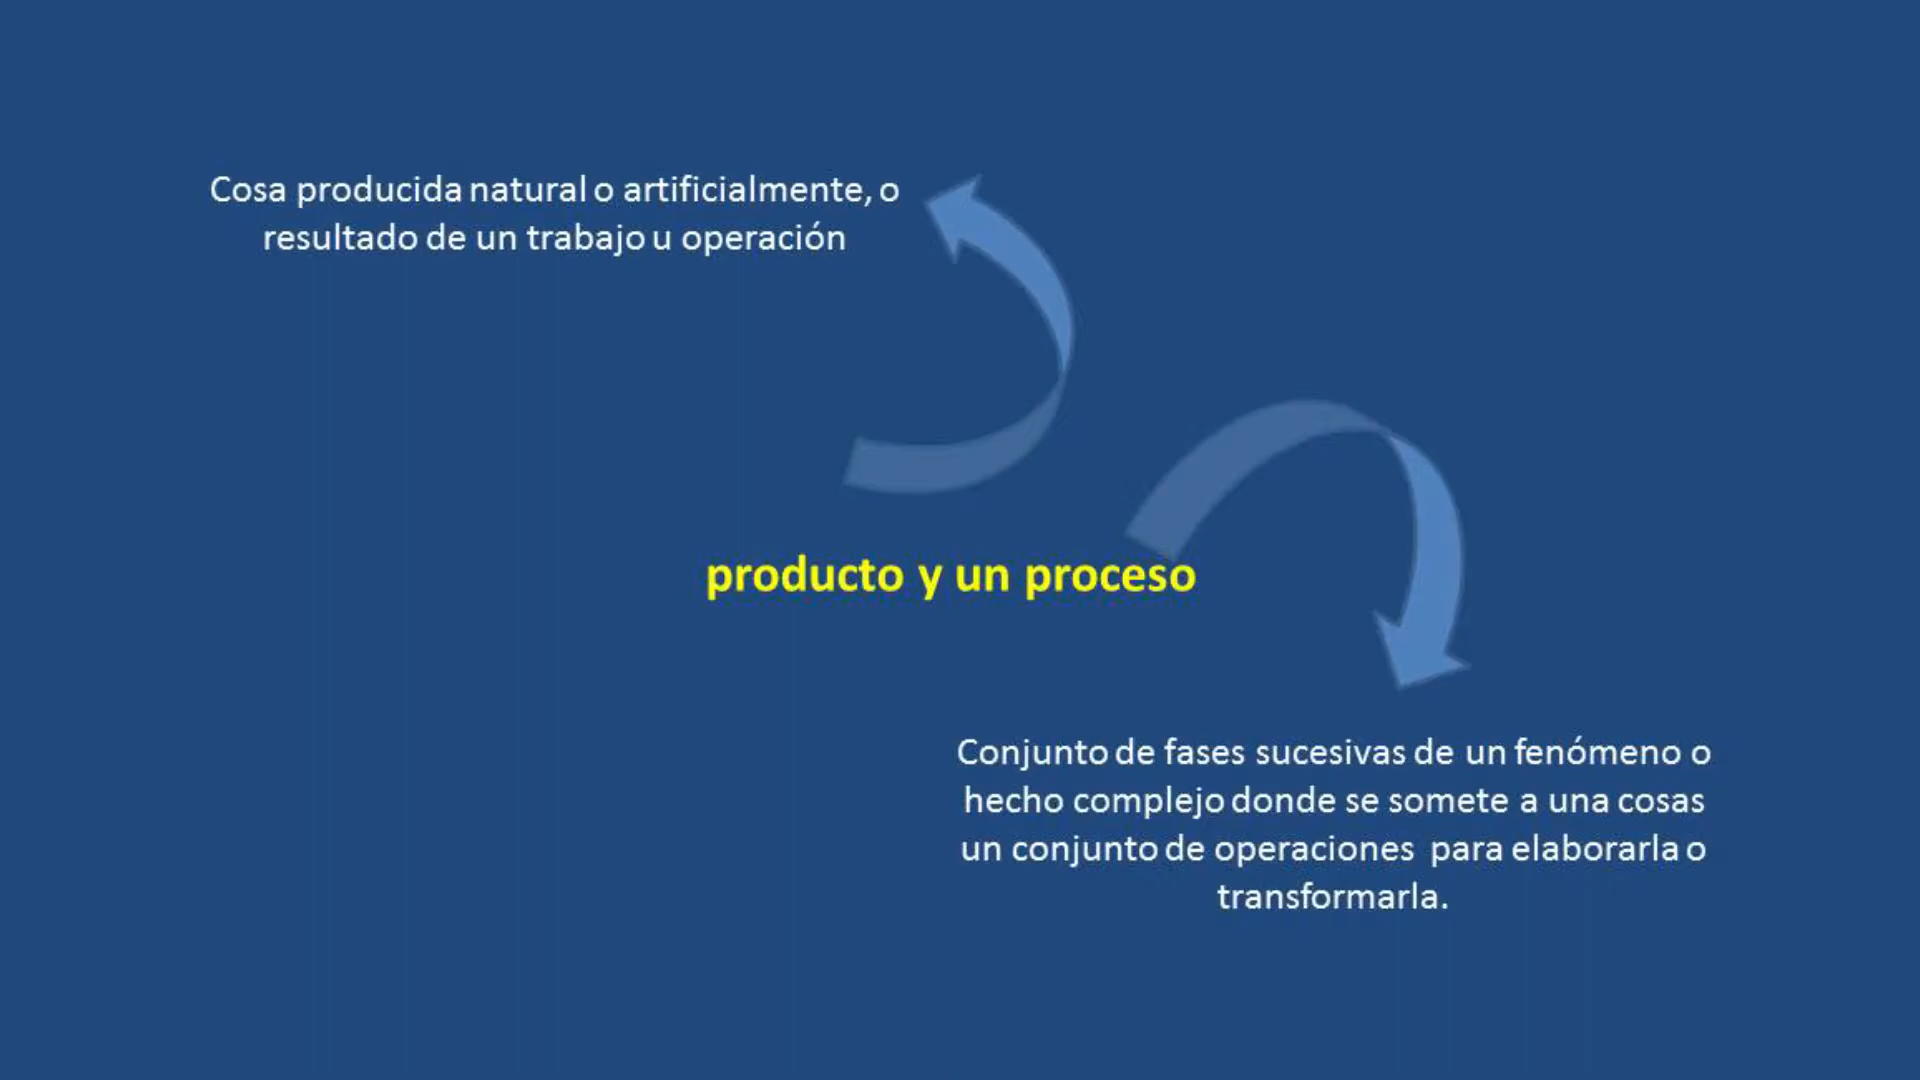 Cosa producida natural o artificialmente, o
resultado de un trabajo u operación
producto y un proceso
Conjunto de fases sucesivas de un fenómeno o
hecho complejo donde se somete a una cosas
un conjunto de operaciones para elaborarla o
transformarla.